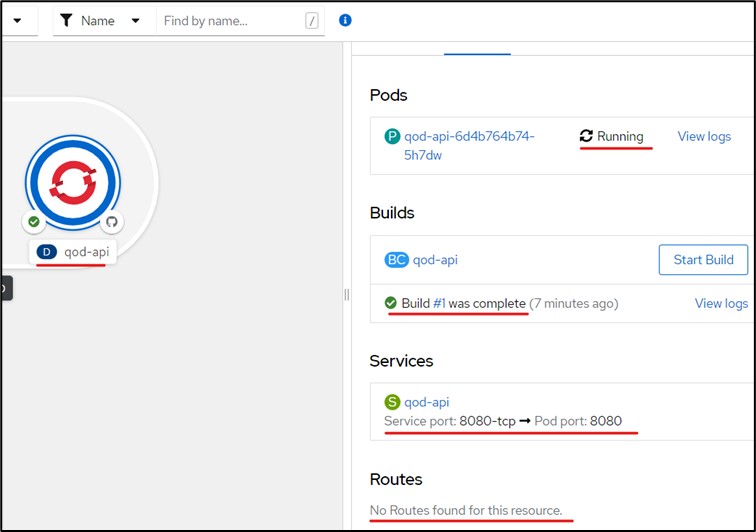 Name
Find by name...
/
i
Pods
P qod-api-6d4b764b74-
5h7dw
Running
View logs
Builds
BC qod-api
Start Build
Build #1 was complete (7 minutes ago)
View logs
Services
S qod-api
Service port: 8080-tcp ➞ Pod port: 8080
Routes
No Routes found for this resource.
D qod-api